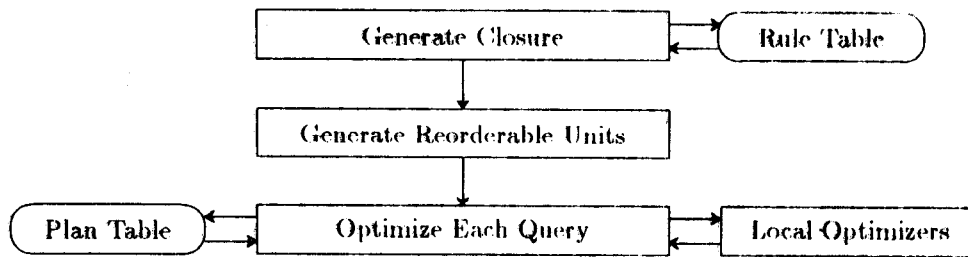 Generate Closure
Rule Table
Generate Reorderable Units
Plan Table
Optimize Each Query
Local Optimizers